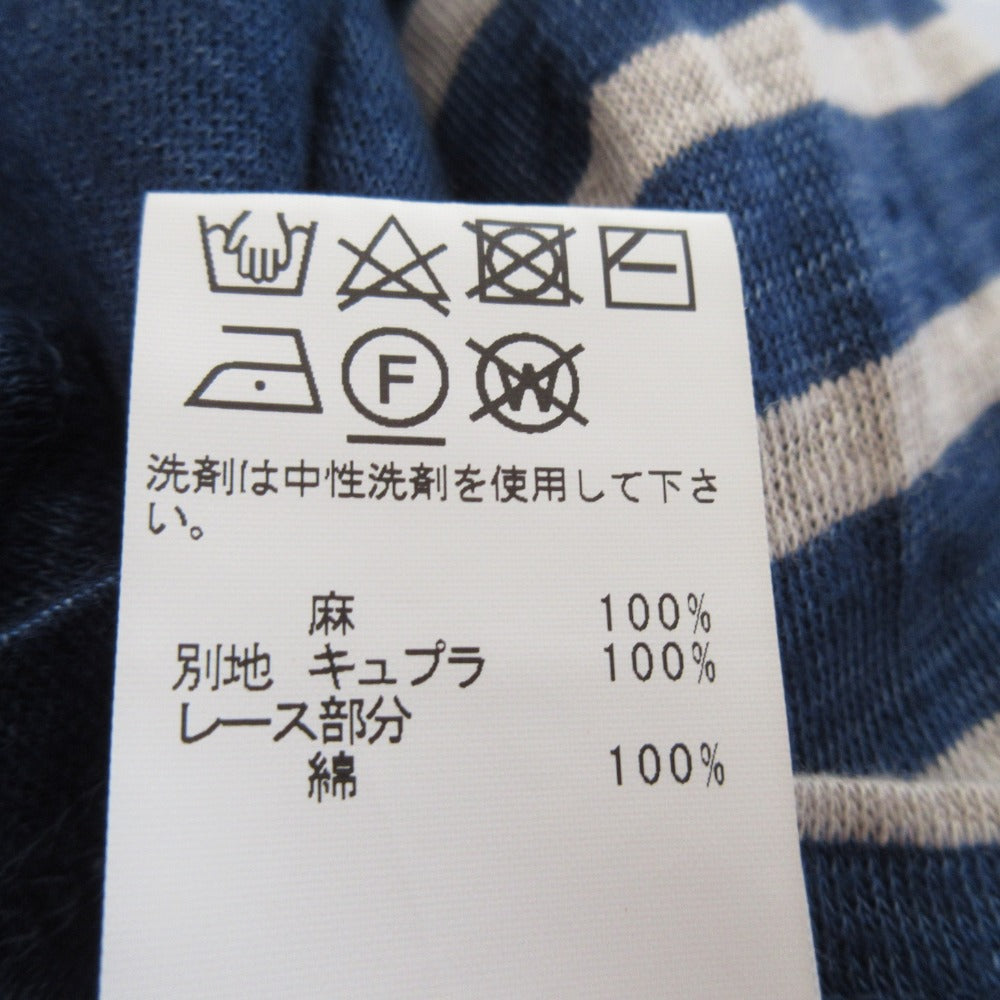 F W
洗剤は中性洗剤を使用して下さ
い。
麻 100%
別地 キュプラ 100%
レース部分
綿 100%